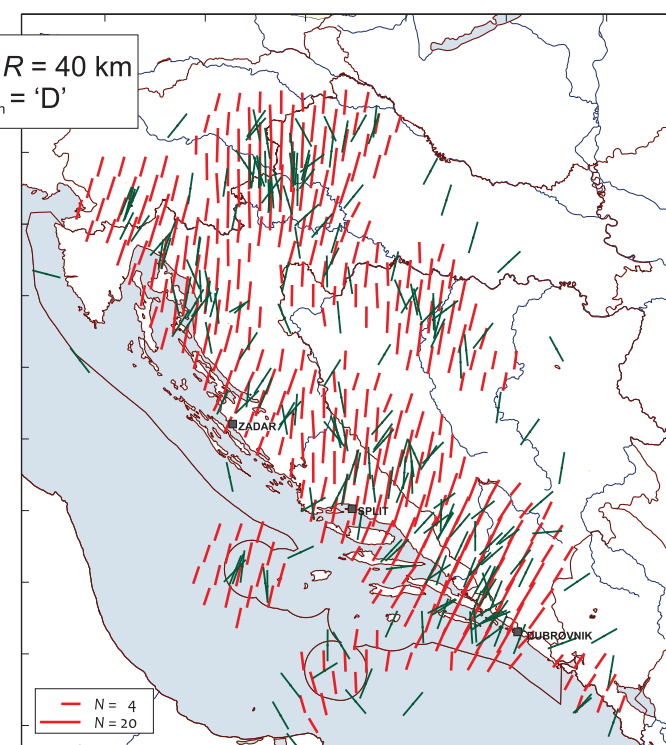 R = 40 km
= 'D'
ZADAR
SPLIT
DUBROVNIK
N = 4
N = 20